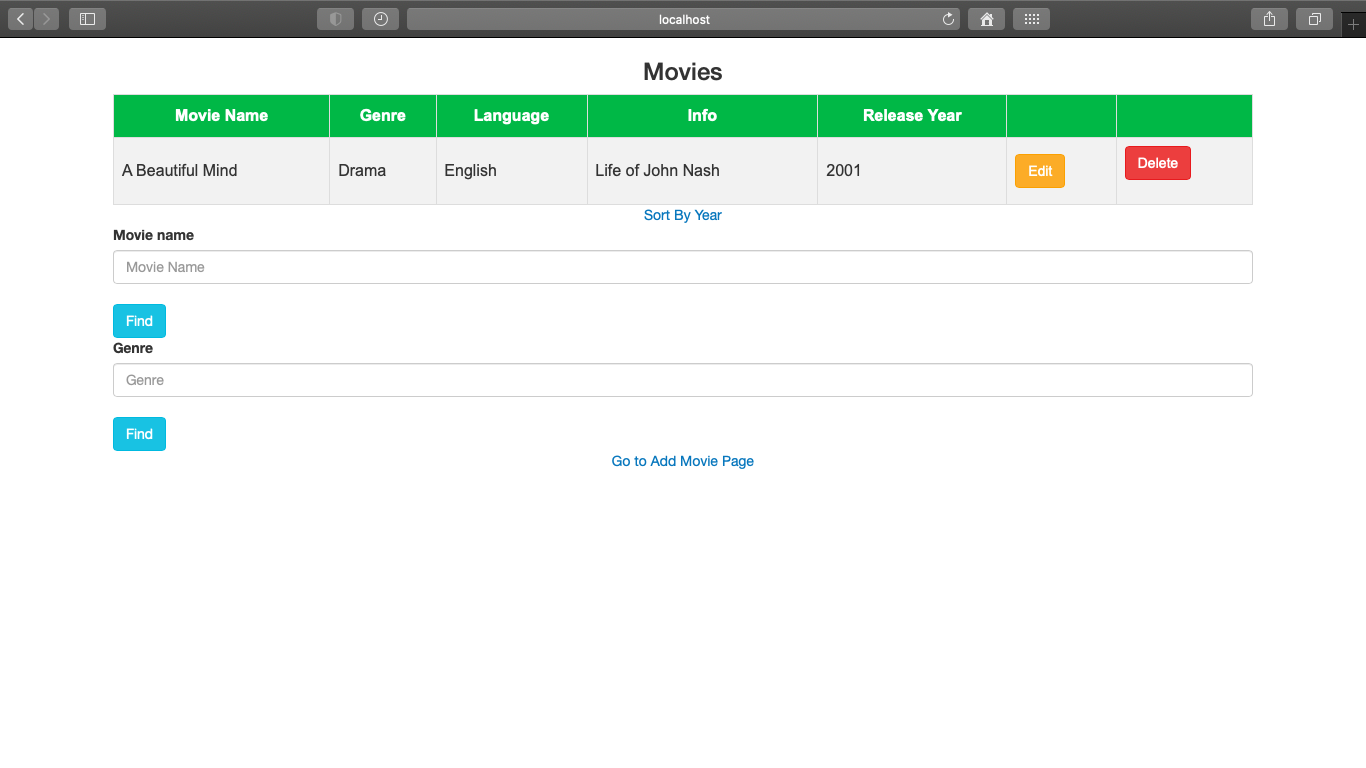 localhost
Movies
Movie Name Genre Language Info Release Year
A Beautiful Mind Drama English Life of John Nash 2001 Edit Delete
Sort By Year
Movie name
Movie Name
Find
Genre
Genre
Find
Go to Add Movie Page